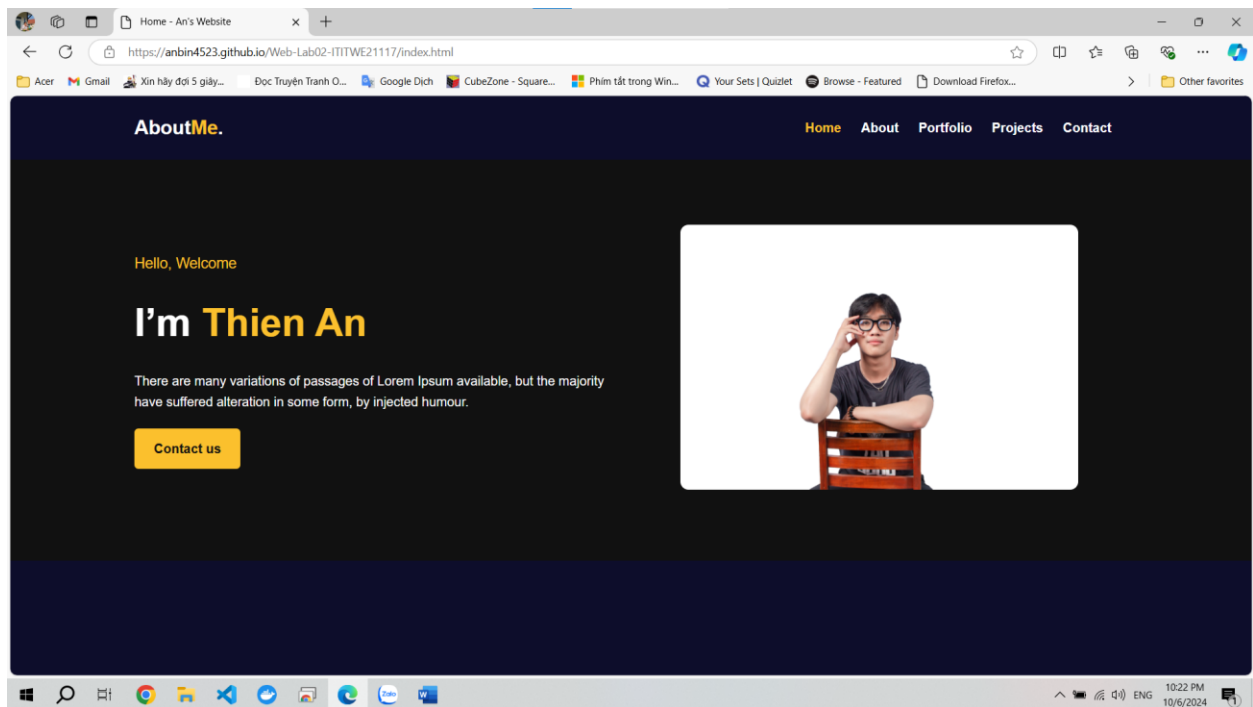 Home - An's Website
https://anbin4523.github.io/Web-Lab02-ITITWE21117/index.html
Acer Gmail Xin hãy đợi 5 giây... Đọc Truyện Tranh O... Google Dịch CubeZone - Square... Phím tắt trong Win... Your Sets | Quizlet Browse - Featured Download Firefox... Other favorites
AboutMe. Home About Portfolio Projects Contact
Hello, Welcome
I’m Thien An
There are many variations of passages of Lorem Ipsum available, but the majority
have suffered alteration in some form, by injected humour.
Contact us
Zalo
ENG 10:22 PM
10/6/2024